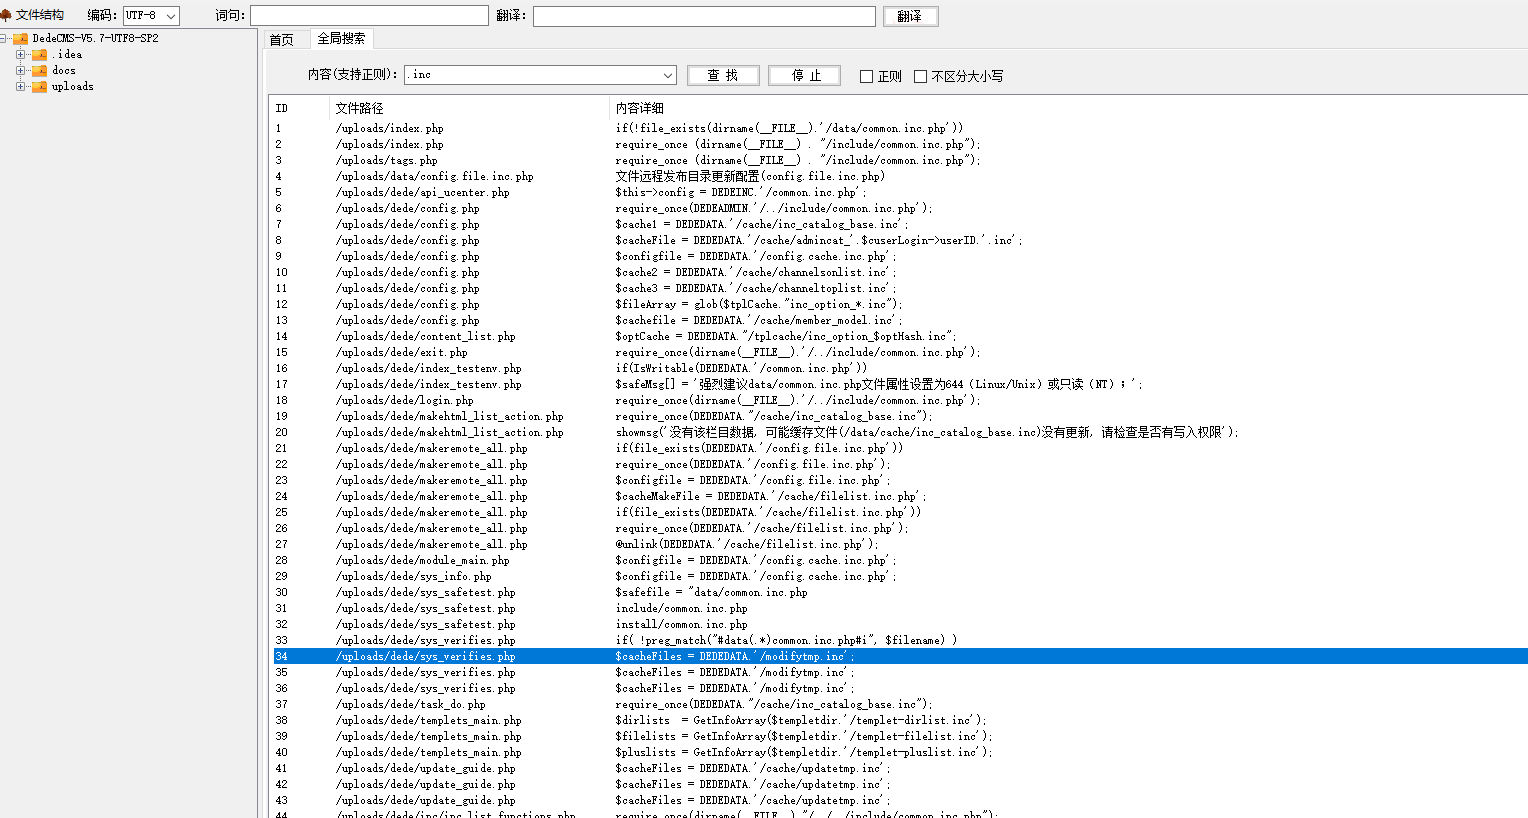 文件结构 编码: UTF-8 词句: 翻译: 翻译
DedeCMS-V5.7-UTF8-SP2
.idea
docs
uploads
首页 全局搜索
内容(支持正则): .inc 查 找 停 止 正则 不区分大小写
ID 文件路径 内容详细
1 /uploads/index.php if(!file_exists(dirname(__FILE__).'/data/common.inc.php'))
2 /uploads/index.php require_once (dirname(__FILE__) . "/include/common.inc.php");
3 /uploads/tags.php require_once (dirname(__FILE__) . "/include/common.inc.php");
4 /uploads/data/config.file.inc.php 文件远程发布目录更新配置(config.file.inc.php)
5 /uploads/dede/api_ucenter.php $this->config = DEDEINC.'/common.inc.php';
6 /uploads/dede/config.php require_once(DEDEADMIN.'/../include/common.inc.php');
7 /uploads/dede/config.php $cache1 = DEDEDATA.'/cache/inc_catalog_base.inc';
8 /uploads/dede/config.php $cacheFile = DEDEDATA.'/cache/admincat_'.$cuserLogin->userID.'.inc';
9 /uploads/dede/config.php $configfile = DEDEDATA.'/config.cache.inc.php';
10 /uploads/dede/config.php $cache2 = DEDEDATA.'/cache/channelsonlist.inc';
11 /uploads/dede/config.php $cache3 = DEDEDATA.'/cache/channeltoplist.inc';
12 /uploads/dede/config.php $fileArray = glob($tplCache."inc_option_*.inc");
13 /uploads/dede/config.php $cachefile = DEDEDATA.'/cache/member_model.inc';
14 /uploads/dede/content_list.php $optCache = DEDEDATA."/tplcache/inc_option_$optHash.inc";
15 /uploads/dede/exit.php require_once(dirname(__FILE__).'/../include/common.inc.php');
16 /uploads/dede/index_testenv.php if(IsWritable(DEDEDATA.'/common.inc.php'))
17 /uploads/dede/index_testenv.php $safeMsg[] = '强烈建议data/common.inc.php文件属性设置为644（Linux/Unix）或只读（NT）；';
18 /uploads/dede/login.php require_once(dirname(__FILE__).'/../include/common.inc.php');
19 /uploads/dede/makehtml_list_action.php require_once(DEDEDATA."/cache/inc_catalog_base.inc");
20 /uploads/dede/makehtml_list_action.php showmsg('没有该栏目数据, 可能缓存文件(/data/cache/inc_catalog_base.inc)没有更新, 请检查是否有写入权限');
21 /uploads/dede/makeremote_all.php if(file_exists(DEDEDATA.'/config.file.inc.php'))
22 /uploads/dede/makeremote_all.php require_once(DEDEDATA.'/config.file.inc.php');
23 /uploads/dede/makeremote_all.php $configfile = DEDEDATA.'/config.file.inc.php';
24 /uploads/dede/makeremote_all.php $cacheMakeFile = DEDEDATA.'/cache/filelist.inc.php';
25 /uploads/dede/makeremote_all.php if(file_exists(DEDEDATA.'/cache/filelist.inc.php'))
26 /uploads/dede/makeremote_all.php require_once(DEDEDATA.'/cache/filelist.inc.php');
27 /uploads/dede/makeremote_all.php @unlink(DEDEDATA.'/cache/filelist.inc.php');
28 /uploads/dede/module_main.php $configfile = DEDEDATA.'/config.cache.inc.php';
29 /uploads/dede/sys_info.php $configfile = DEDEDATA.'/config.cache.inc.php';
30 /uploads/dede/sys_safetest.php $safefile = "data/common.inc.php
31 /uploads/dede/sys_safetest.php include/common.inc.php
32 /uploads/dede/sys_safetest.php install/common.inc.php
33 /uploads/dede/sys_verifies.php if( !preg_match("#data(.*)common.inc.php#i", $filename) )
34 /uploads/dede/sys_verifies.php $cacheFiles = DEDEDATA.'/modifytmp.inc';
35 /uploads/dede/sys_verifies.php $cacheFiles = DEDEDATA.'/modifytmp.inc';
36 /uploads/dede/sys_verifies.php $cacheFiles = DEDEDATA.'/modifytmp.inc';
37 /uploads/dede/task_do.php require_once(DEDEDATA."/cache/inc_catalog_base.inc");
38 /uploads/dede/templets_main.php $dirlists = GetInfoArray($templetdir.'/templet-dirlist.inc');
39 /uploads/dede/templets_main.php $filelists = GetInfoArray($templetdir.'/templet-filelist.inc');
40 /uploads/dede/templets_main.php $pluslists = GetInfoArray($templetdir.'/templet-pluslist.inc');
41 /uploads/dede/update_guide.php $cacheFiles = DEDEDATA.'/cache/updatetmp.inc';
42 /uploads/dede/update_guide.php $cacheFiles = DEDEDATA.'/cache/updatetmp.inc';
43 /uploads/dede/update_guide.php $cacheFiles = DEDEDATA.'/cache/updatetmp.inc';
44 /uploads/dede/inc/inc_list_functions.php require_once(dirname(__FILE__)."/../../include/common.inc.php");